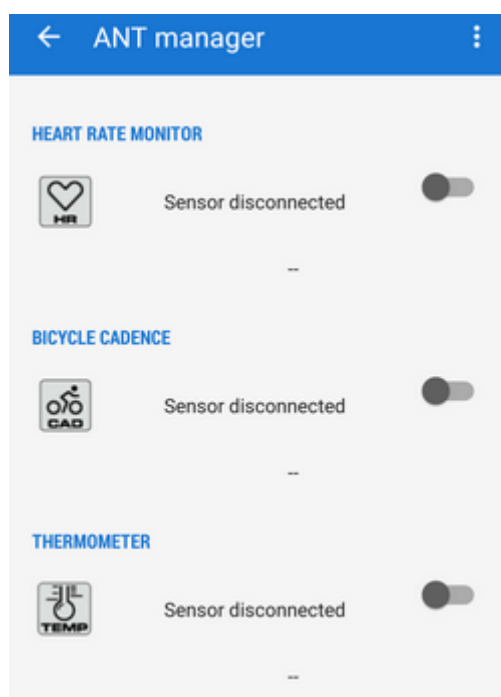 ANT manager
HEART RATE MONITOR
HR
Sensor disconnected
--
BICYCLE CADENCE
CAD
Sensor disconnected
--
THERMOMETER
TEMP
Sensor disconnected
--